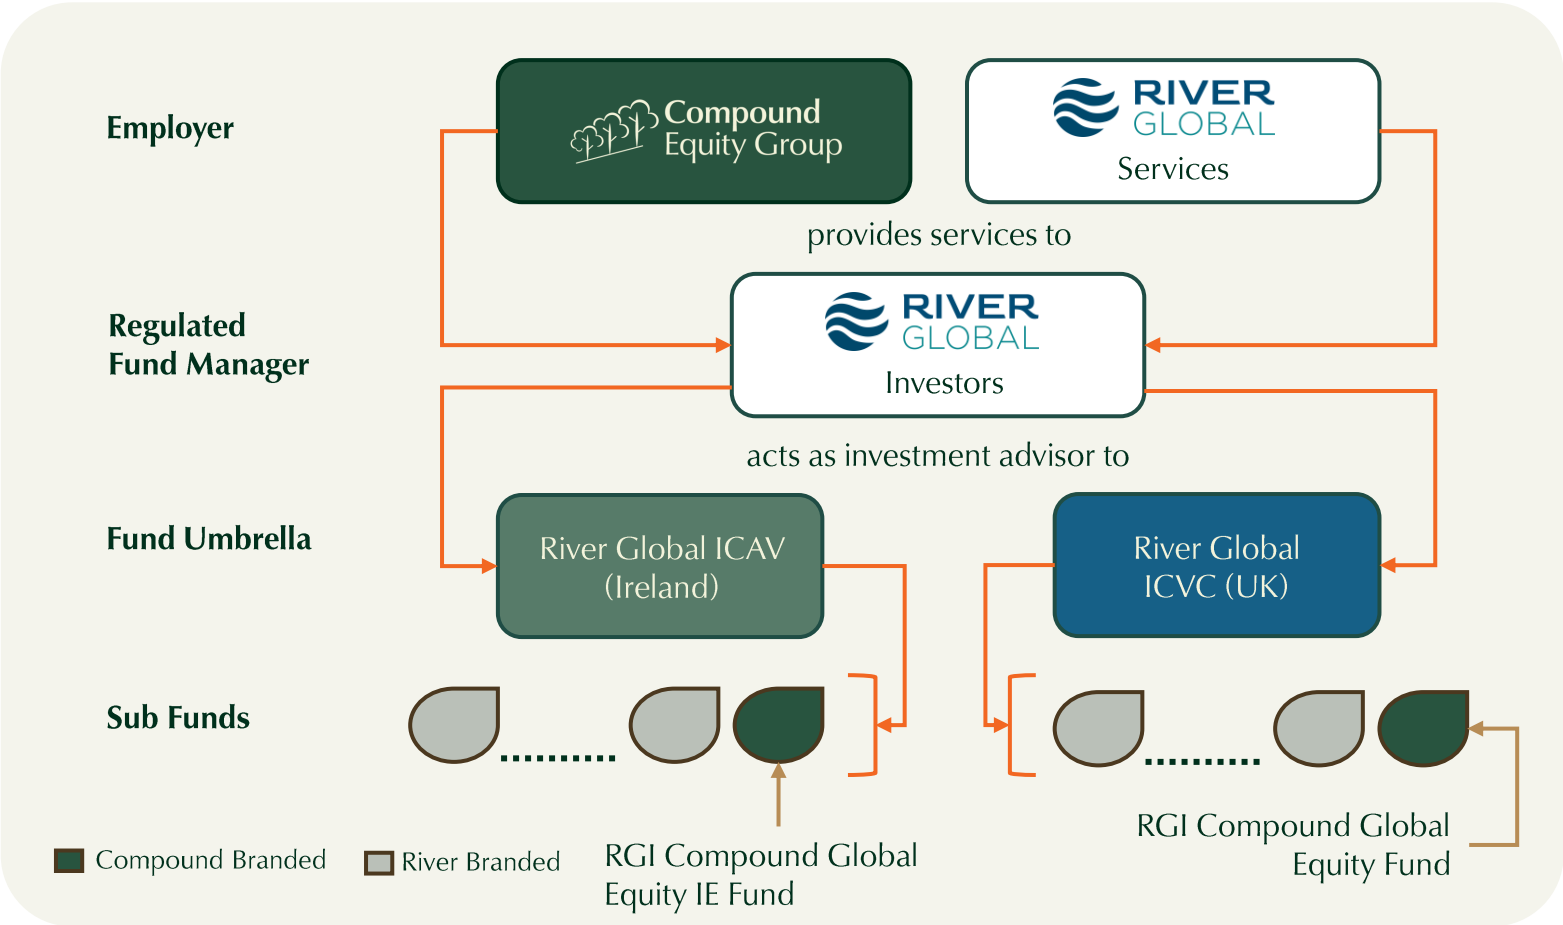 Employer
Compound
Equity Group
RIVER
GLOBAL
Services
provides services to
Regulated
Fund Manager
RIVER
GLOBAL
Investors
acts as investment advisor to
Fund Umbrella
River Global ICAV
(Ireland)
River Global
ICVC (UK)
Sub Funds
Compound Branded
River Branded
RGI Compound Global
Equity IE Fund
RGI Compound Global
Equity Fund